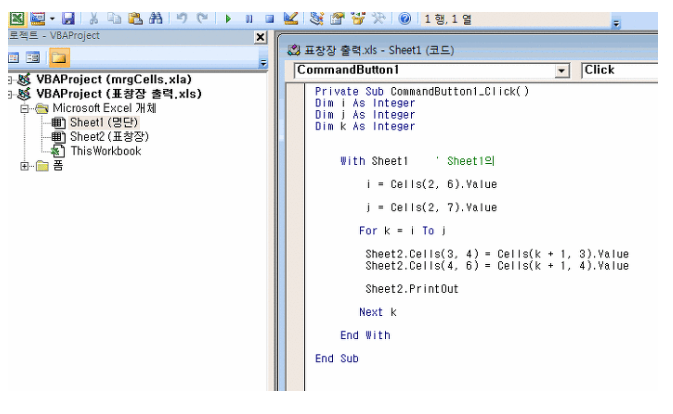 1 행, 1 열
로젝트 - VBAProject
VBAProject (mrgCells.xla)
VBAProject (표창장 출력.xls)
Microsoft Excel 개체
Sheet1 (명단)
Sheet2 (표창장)
ThisWorkbook
폼
표창장 출력.xls - Sheet1 (코드)
CommandButton1
Click
Private Sub CommandButton1_Click()
Dim i As Integer
Dim j As Integer
Dim k As Integer
With Sheet1 ' Sheet1의
i = Cells(2, 6).Value
j = Cells(2, 7).Value
For k = i To j
Sheet2.Cells(3, 4) = Cells(k + 1, 3).Value
Sheet2.Cells(4, 6) = Cells(k + 1, 4).Value
Sheet2.PrintOut
Next k
End With
End Sub